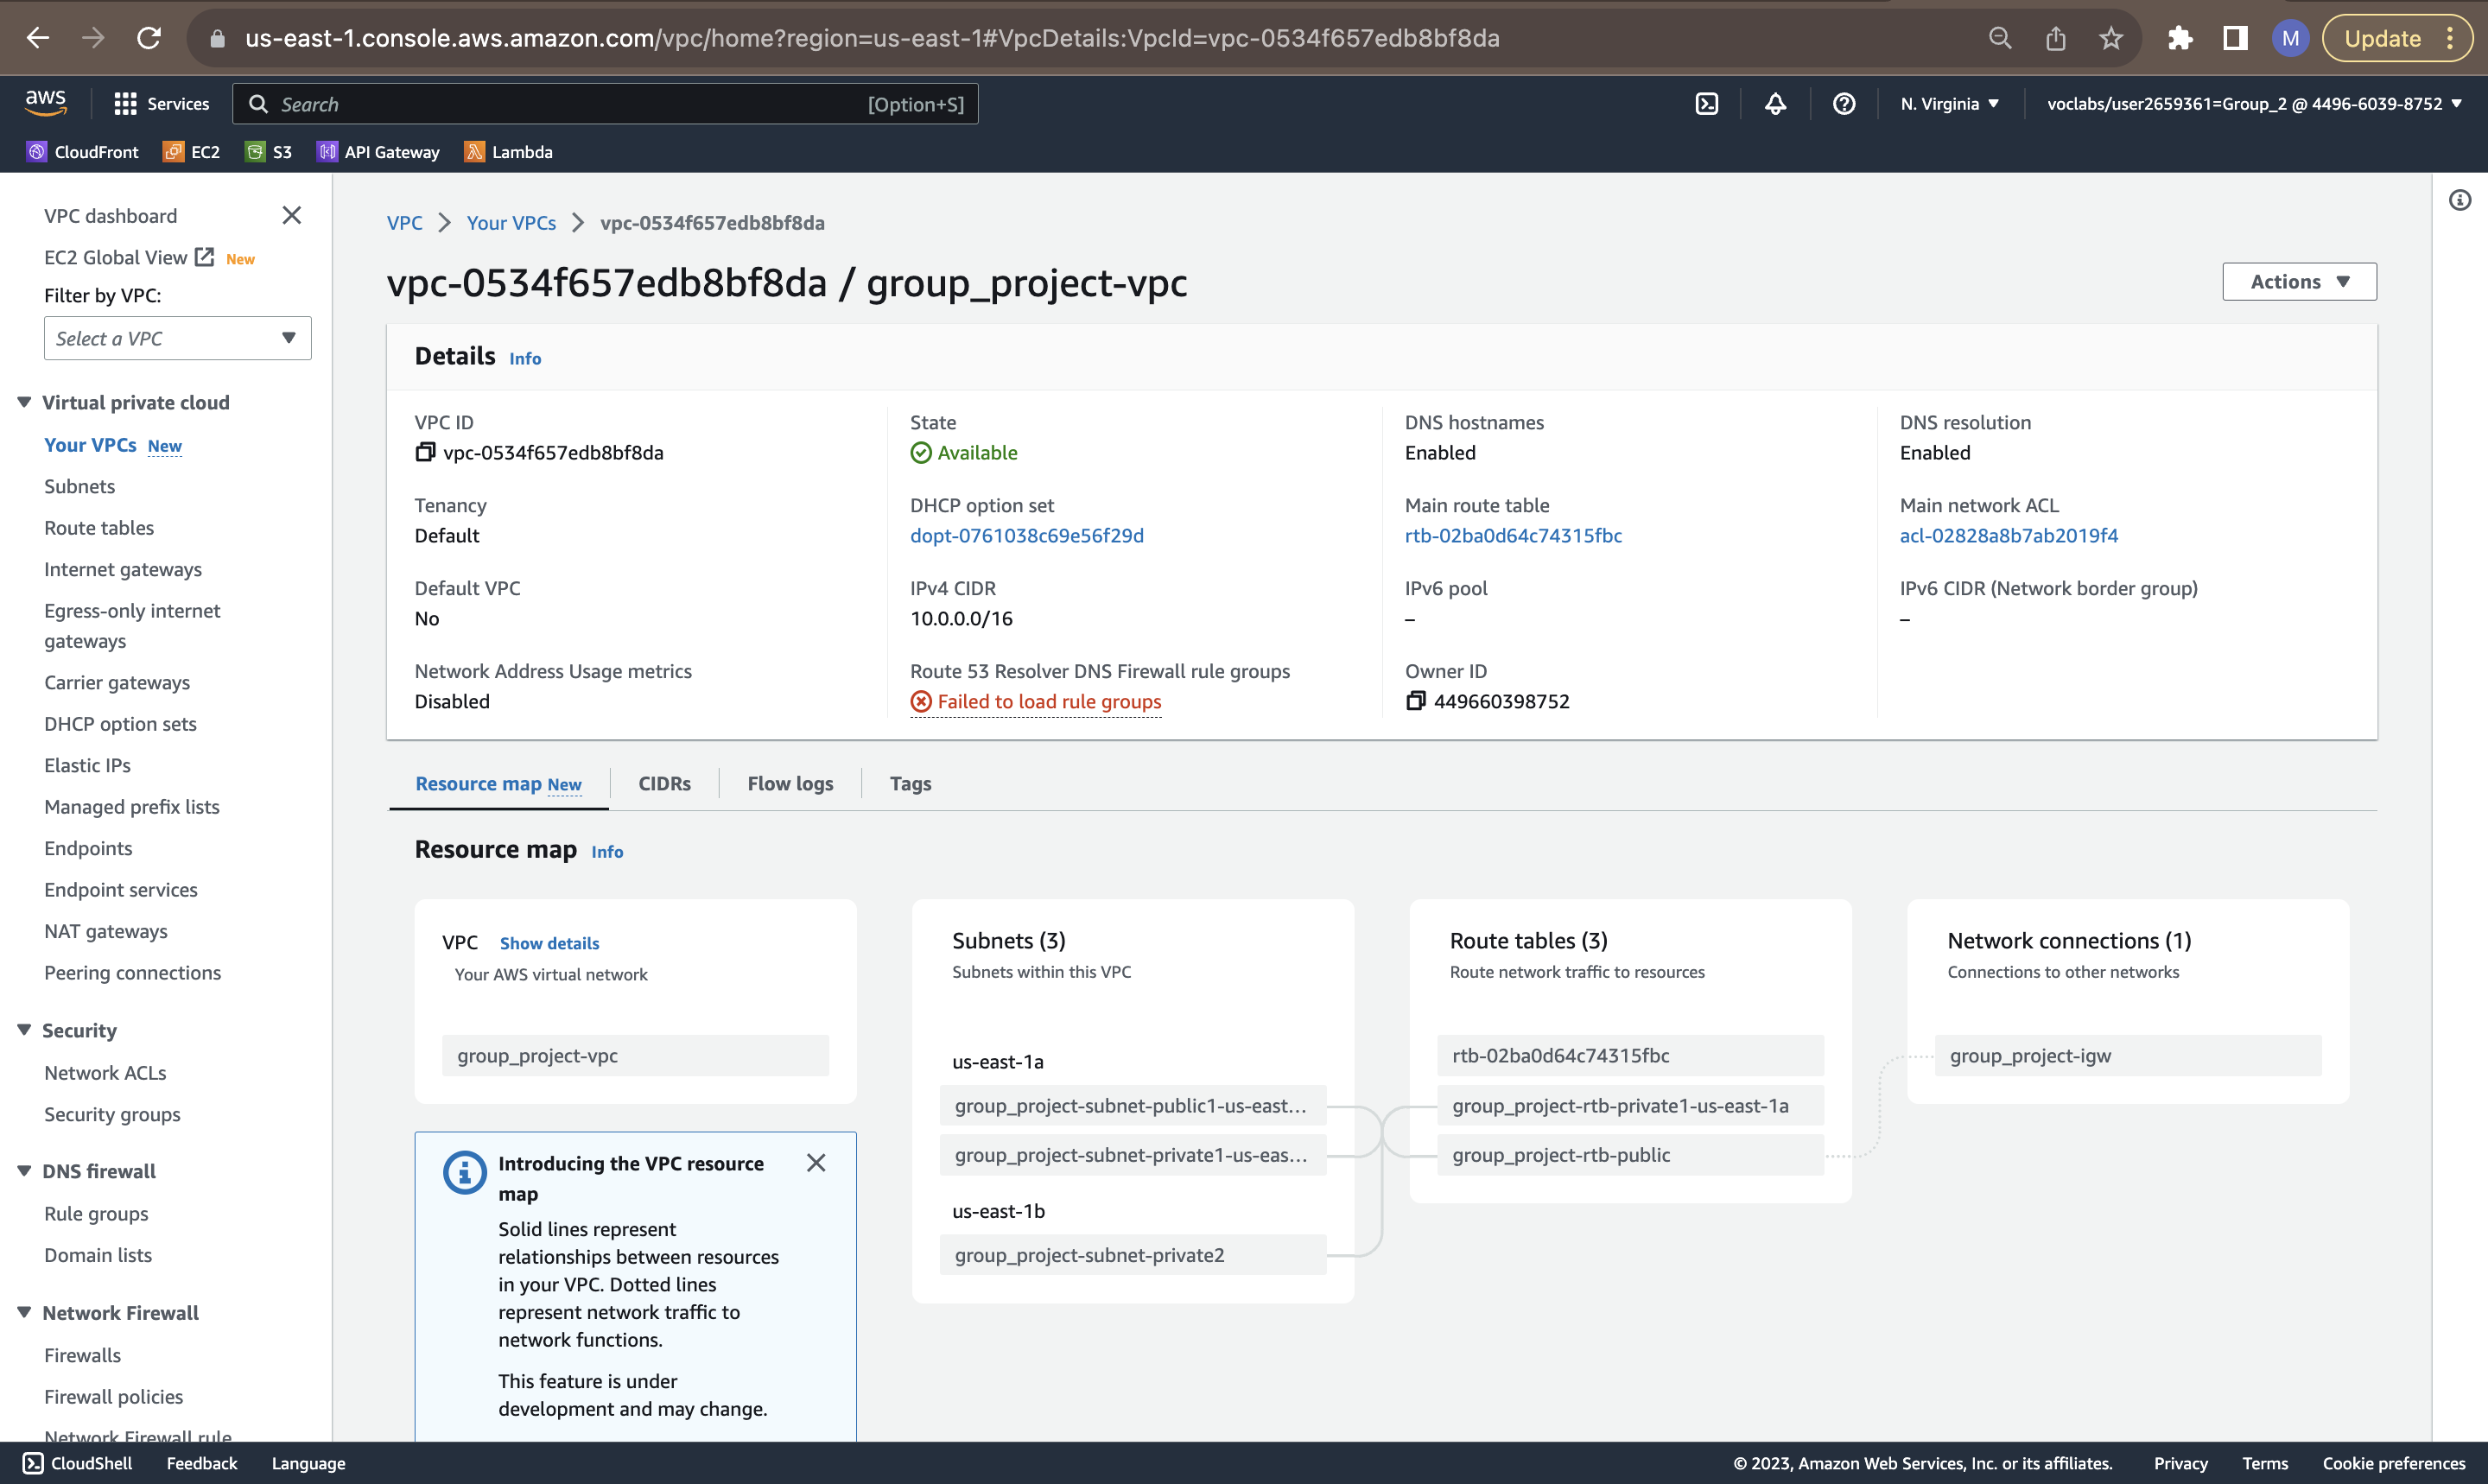 us-east-1.console.aws.amazon.com/vpc/home?region=us-east-1#VpcDetails:VpcId=vpc-0534f657edb8bf8da
M
Update
aws
Services
Search
[Option+S]
N. Virginia
voclabs/user2659361=Group_2 @ 4496-6039-8752
CloudFront
EC2
S3
API Gateway
Lambda
VPC dashboard
EC2 Global View New
Filter by VPC:
Select a VPC
Virtual private cloud
Your VPCs New
Subnets
Route tables
Internet gateways
Egress-only internet
gateways
Carrier gateways
DHCP option sets
Elastic IPs
Managed prefix lists
Endpoints
Endpoint services
NAT gateways
Peering connections
Security
Network ACLs
Security groups
DNS firewall
Rule groups
Domain lists
Network Firewall
Firewalls
Firewall policies
Network Firewall rule
VPC > Your VPCs > vpc-0534f657edb8bf8da
vpc-0534f657edb8bf8da / group_project-vpc
Actions
Details Info
VPC ID
vpc-0534f657edb8bf8da
State
Available
DNS hostnames
Enabled
DNS resolution
Enabled
Tenancy
Default
DHCP option set
dopt-0761038c69e56f29d
Main route table
rtb-02ba0d64c74315fbc
Main network ACL
acl-02828a8b7ab2019f4
Default VPC
No
IPv4 CIDR
10.0.0.0/16
IPv6 pool
–
IPv6 CIDR (Network border group)
–
Network Address Usage metrics
Disabled
Route 53 Resolver DNS Firewall rule groups
Failed to load rule groups
Owner ID
449660398752
Resource map New
CIDRs
Flow logs
Tags
Resource map Info
VPC Show details
Your AWS virtual network
group_project-vpc
Introducing the VPC resource
map
Solid lines represent
relationships between resources
in your VPC. Dotted lines
represent network traffic to
network functions.
This feature is under
development and may change.
Subnets (3)
Subnets within this VPC
us-east-1a
group_project-subnet-public1-us-east...
group_project-subnet-private1-us-eas...
us-east-1b
group_project-subnet-private2
Route tables (3)
Route network traffic to resources
rtb-02ba0d64c74315fbc
group_project-rtb-private1-us-east-1a
group_project-rtb-public
Network connections (1)
Connections to other networks
group_project-igw
CloudShell
Feedback
Language
© 2023, Amazon Web Services, Inc. or its affiliates.
Privacy
Terms
Cookie preferences